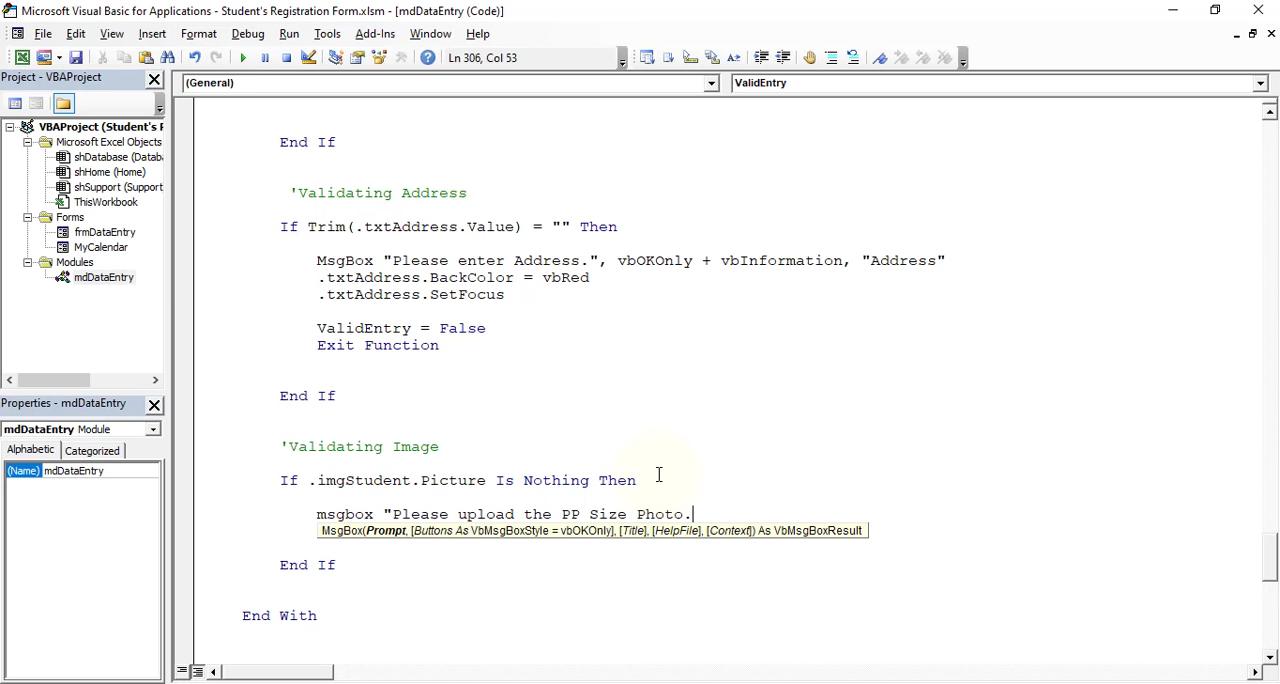 Microsoft Visual Basic for Applications - Student's Registration Form.xlsm - [mdDataEntry (Code)]
File Edit View Insert Format Debug Run Tools Add-Ins Window Help
Ln 306, Col 53
Project - VBAProject
(General)
ValidEntry
VBAProject (Student's F
Microsoft Excel Objects
shDatabase (Datab
shHome (Home)
shSupport (Support
ThisWorkbook
Forms
frmDataEntry
MyCalendar
Modules
mdDataEntry
Properties - mdDataEntry
mdDataEntry Module
Alphabetic Categorized
(Name) mdDataEntry
End If
'Validating Address
If Trim(.txtAddress.Value) = "" Then
MsgBox "Please enter Address.", vbOKOnly + vbInformation, "Address"
.txtAddress.BackColor = vbRed
.txtAddress.SetFocus
ValidEntry = False
Exit Function
End If
'Validating Image
If .imgStudent.Picture Is Nothing Then
msgbox "Please upload the PP Size Photo.
MsgBox(Prompt, [Buttons As VbMsgBoxStyle = vbOKOnly], [Title], [HelpFile], [Context]) As VbMsgBoxResult
End If
End With